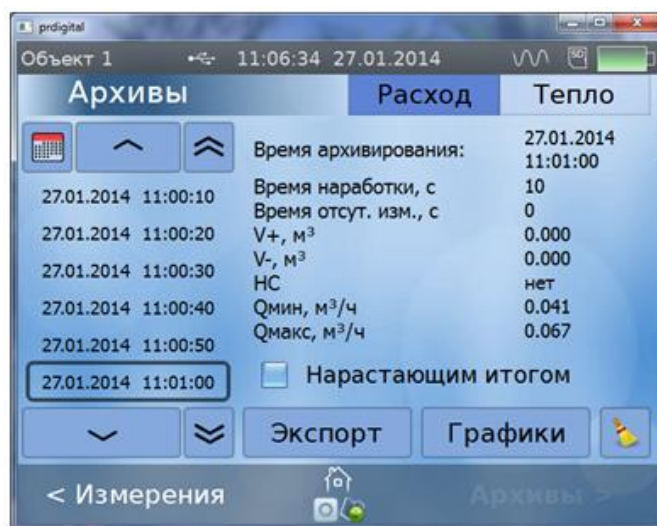 prdigital
Объект 1 11:06:34 27.01.2014 SD
Архивы Расход Тепло
Время архивирования: 27.01.2014 11:01:00
Время наработки, с 10
Время отсут. изм., с 0
V+, м³ 0.000
V-, м³ 0.000
НС нет
Qмин, м³/ч 0.041
Qмакс, м³/ч 0.067
27.01.2014 11:00:10
27.01.2014 11:00:20
27.01.2014 11:00:30
27.01.2014 11:00:40
27.01.2014 11:00:50
27.01.2014 11:01:00
Нарастающим итогом
Экспорт Графики
< Измерения Архивы >